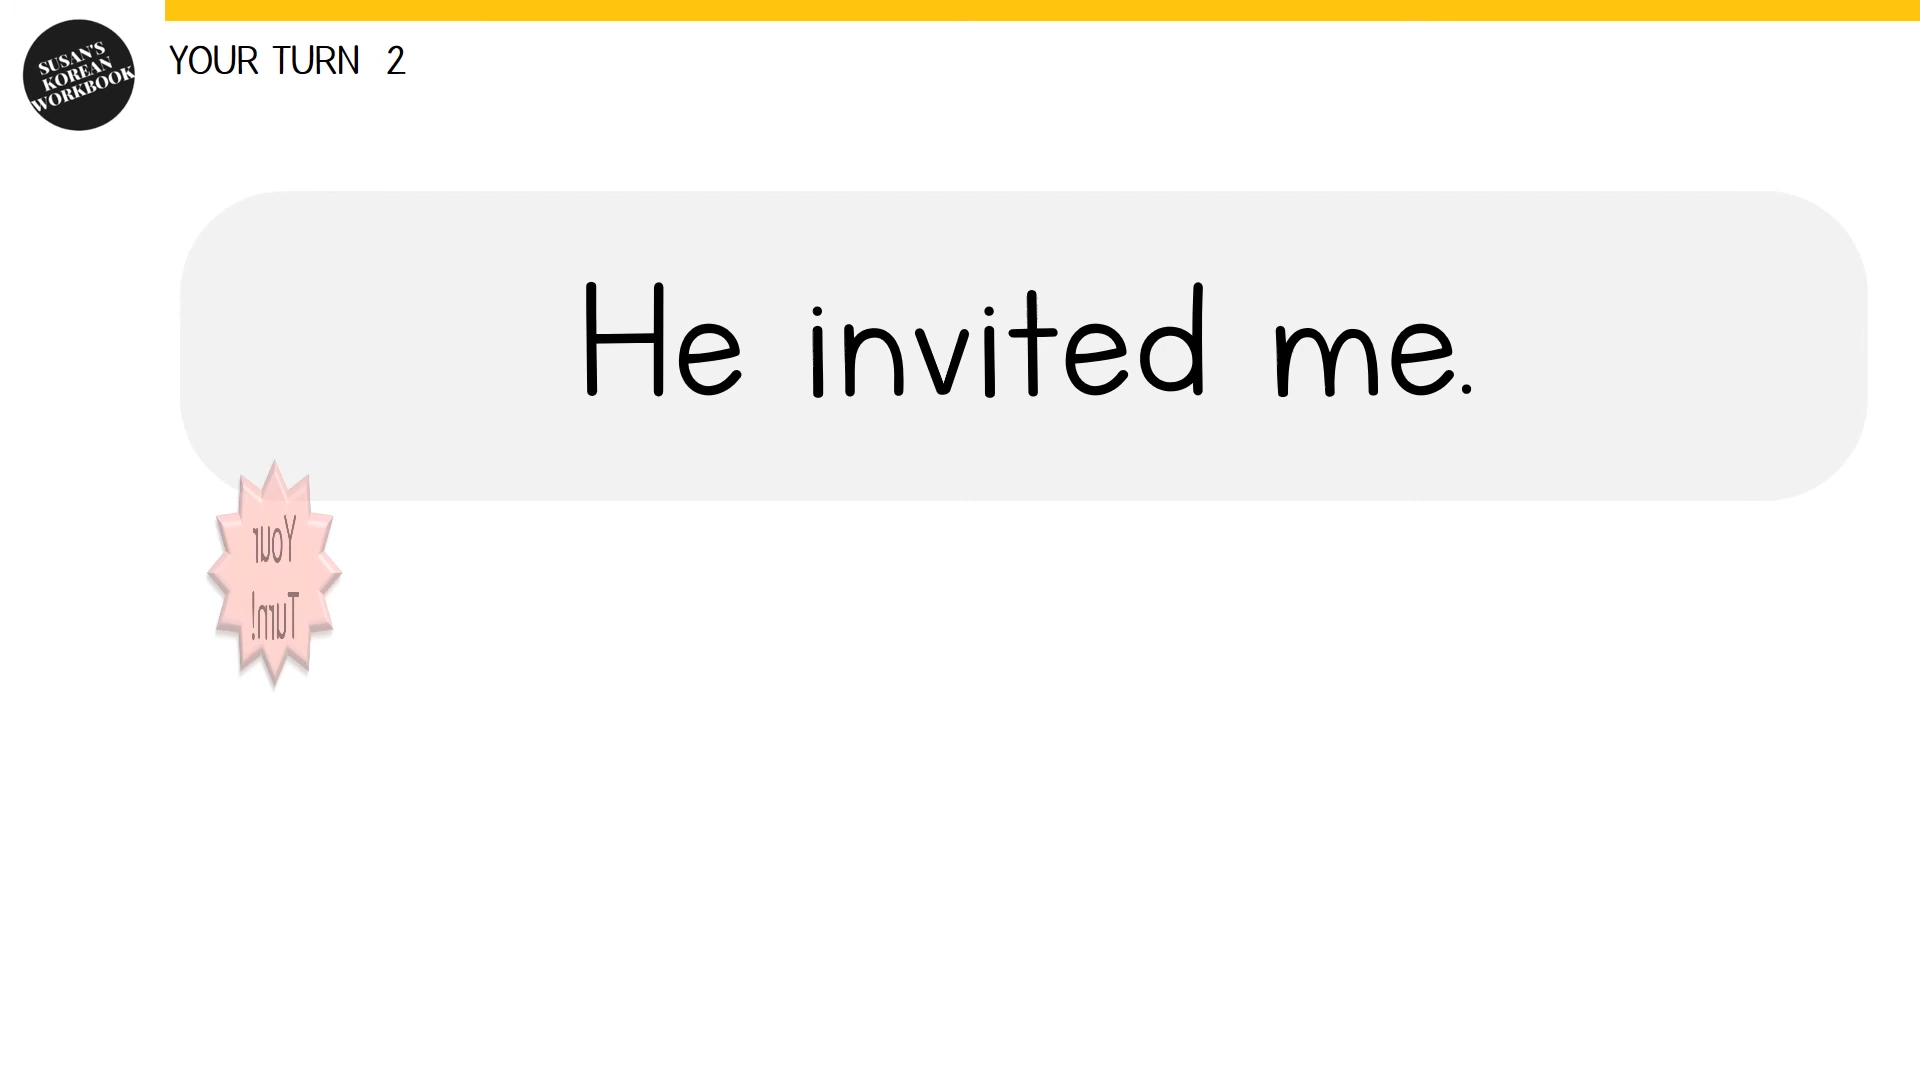 SUSAN'S
KOREAN
WORKBOOK
YOUR TURN 2
He invited me.
Your
Turn!